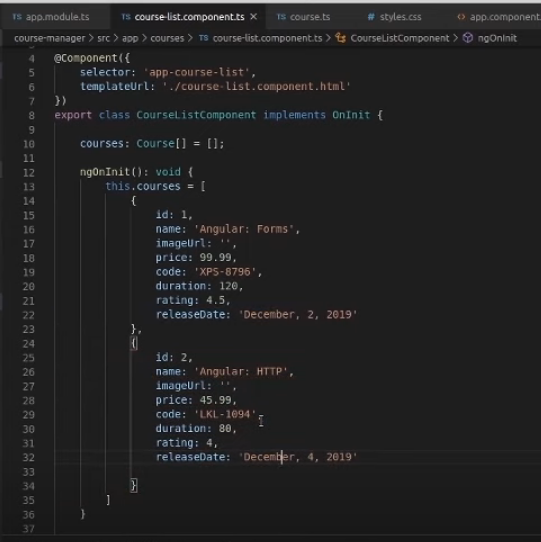 TS app.module.ts TS course-list.component.ts × TS course.ts # styles.css <> app.component
course-manager > src > app > courses > TS course-list.component.ts > CourseListComponent > ngOnInit
4 @Component({
5 selector: 'app-course-list',
6 templateUrl: './course-list.component.html'
7 })
8 export class CourseListComponent implements OnInit {
9
10 courses: Course[] = [];
11
12 ngOnInit(): void {
13 this.courses = [
14 {
15 id: 1,
16 name: 'Angular: Forms',
17 imageUrl: '',
18 price: 99.99,
19 code: 'XPS-8796',
20 duration: 120,
21 rating: 4.5,
22 releaseDate: 'December, 2, 2019'
23 },
24 {
25 id: 2,
26 name: 'Angular: HTTP',
27 imageUrl: '',
28 price: 45.99,
29 code: 'LKL-1094',
30 duration: 80,
31 rating: 4,
32 releaseDate: 'December, 4, 2019'
33
34 }
35 ]
36 }
37